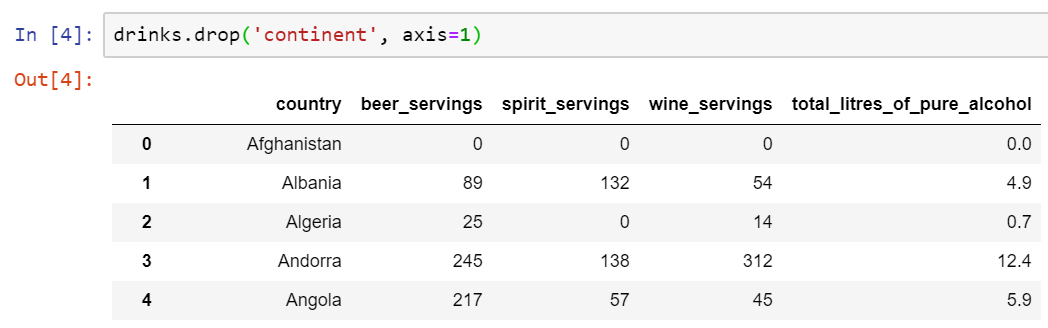 In [4]: drinks.drop('continent', axis=1)
Out[4]:
country beer_servings spirit_servings wine_servings total_litres_of_pure_alcohol
0 Afghanistan 0 0 0 0.0
1 Albania 89 132 54 4.9
2 Algeria 25 0 14 0.7
3 Andorra 245 138 312 12.4
4 Angola 217 57 45 5.9